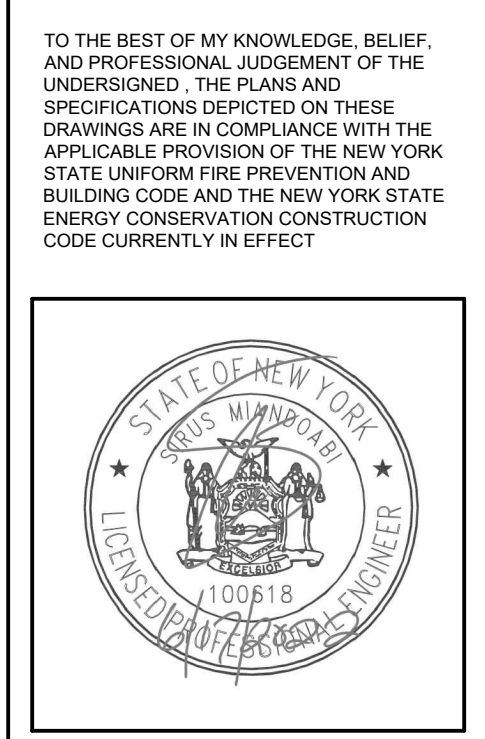 TO THE BEST OF MY KNOWLEDGE, BELIEF,
AND PROFESSIONAL JUDGEMENT OF THE
UNDERSIGNED , THE PLANS AND
SPECIFICATIONS DEPICTED ON THESE
DRAWINGS ARE IN COMPLIANCE WITH THE
APPLICABLE PROVISION OF THE NEW YORK
STATE UNIFORM FIRE PREVENTION AND
BUILDING CODE AND THE NEW YORK STATE
ENERGY CONSERVATION CONSTRUCTION
CODE CURRENTLY IN EFFECT
STATE OF NEW YORK
SIRUS MIANDOABI
EXCELSIOR
100618
LICENSED PROFESSIONAL ENGINEER